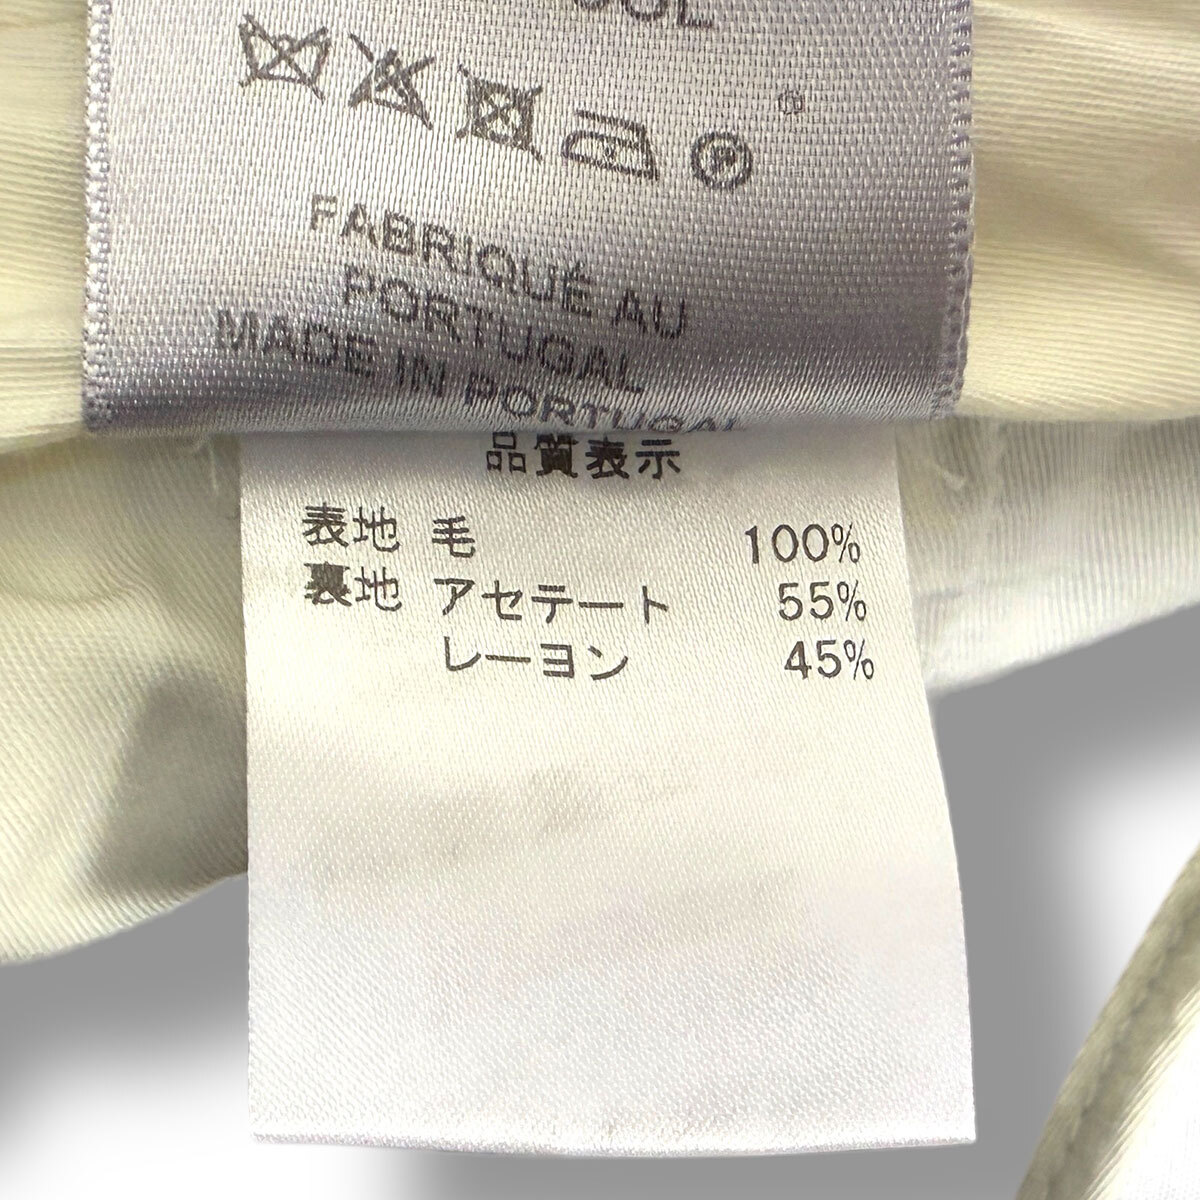 FABRIQUÉ AU
PORTUGAL
MADE IN PORTUGAL
品質表示
表地 毛 100%
裏地 アセテート 55%
レーヨン 45%